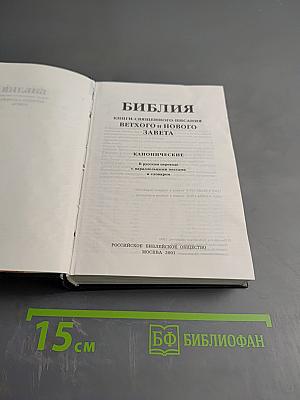 БИБЛИЯ
КНИГИ СВЯЩЕННОГО ПИСАНИЯ
ВЕТХОГО И НОВОГО
ЗАВЕТА
КАНОНИЧЕСКИЕ
В русском переводе
с параллельными местами
и словарем
РОССИЙСКОЕ БИБЛЕЙСКОЕ ОБЩЕСТВО
МОСКВА 2001
15 см
БФ БИБЛИОФАН